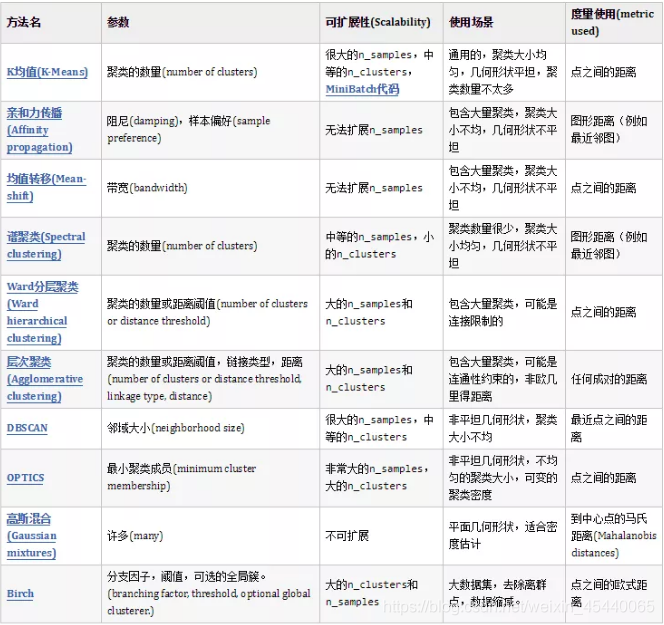 方法名 参数 可扩展性(Scalability) 使用场景 度量使用(metric
used)
K均值(K-Means) 聚类的数量(number of clusters) 很大的n_samples，中
等的n_clusters，
MiniBatch代码 通用的，聚类大小均
匀，几何形状平坦，聚
类数量不太多 点之间的距离
亲和力传播
(Affinity
propagation) 阻尼(damping)，样本偏好(sample
preference) 无法扩展n_samples 包含大量聚类，聚类大
小不均，几何形状不平
坦 图形距离（例如
最近邻图）
均值转移(Mean-
shift) 带宽(bandwidth) 无法扩展n_samples 包含大量聚类，聚类大
小不均，几何形状不平
坦 点之间的距离
谱聚类(Spectral
clustering) 聚类的数量(number of clusters) 中等的n_samples，小
的n_clusters 聚类数量很少，聚类大
小均匀，几何形状不平
坦 图形距离（例如
最近邻图）
Ward分层聚类
(Ward
hierarchical
clustering) 聚类的数量或距离阈值(number of clusters
or distance threshold) 大的n_samples和
n_clusters 包含大量聚类，可能是
连接限制的 点之间的距离
层次聚类
(Agglomerative
clustering) 聚类的数量或距离阈值，链接类型，距离
(number of clusters or distance threshold,
linkage type, distance) 大的n_samples和
n_clusters 包含大量聚类，可能是
连通性约束的，非欧几
里得距离 任何成对的距离
DBSCAN 邻域大小(neighborhood size) 很大的n_samples，中
等的n_clusters 非平坦几何形状，聚类
大小不均 最近点之间的距
离
OPTICS 最小聚类成员(minimum cluster
membership) 非常大的n_samples，
大的n_clusters 非平坦几何形状，不均
匀的聚类大小，可变的
聚类密度 点之间的距离
高斯混合
(Gaussian
mixtures) 许多(many) 不可扩展 平面几何形状，适合密
度估计 到中心点的马氏
距离(Mahalanobis
distances)
Birch 分支因子，阈值，可选的全局簇。
(branching factor, threshold, optional global
clusterer.) 大的n_clusters和
n_samples 大数据集，去除离群
点，数据缩减。 点之间的欧式距
离
https://blog.csdn.net/weixin_45440065